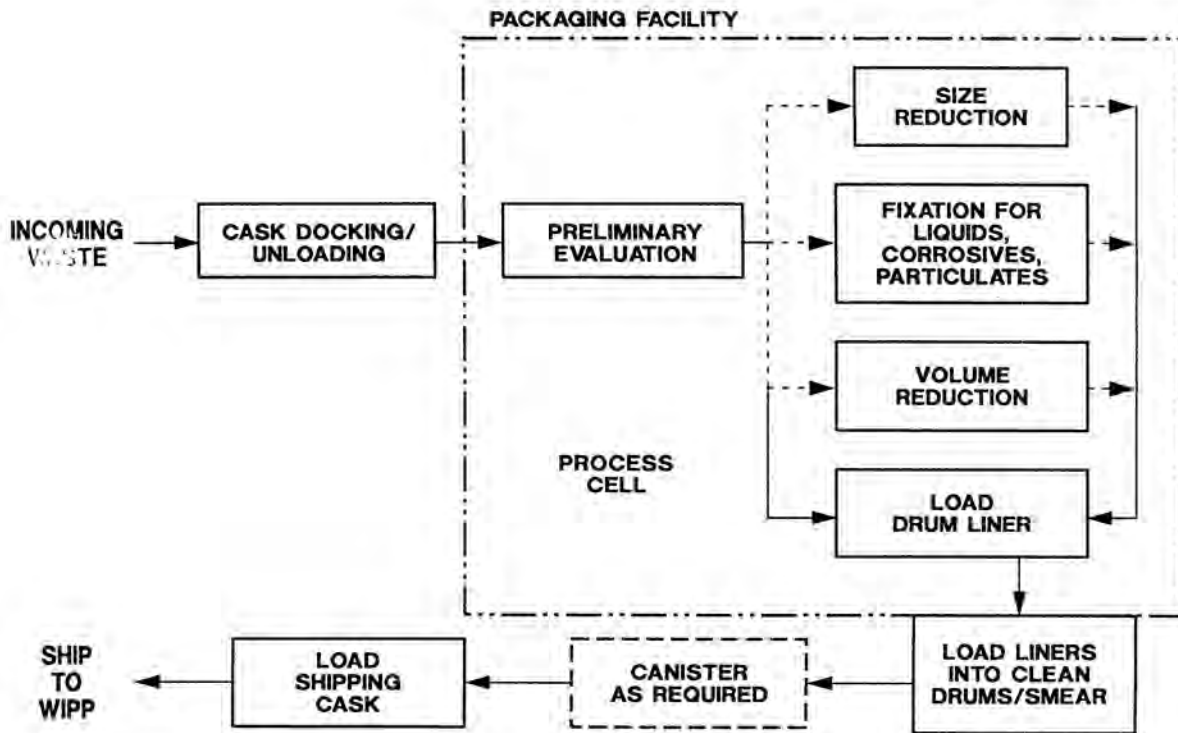 PACKAGING FACILITY
SIZE
REDUCTION
INCOMING
WASTE
CASK DOCKING/
UNLOADING
PRELIMINARY
EVALUATION
FIXATION FOR
LIQUIDS,
CORROSIVES,
PARTICULATES
VOLUME
REDUCTION
PROCESS
CELL
LOAD
DRUM LINER
SHIP
TO
WIPP
LOAD
SHIPPING
CASK
CANISTER
AS REQUIRED
LOAD LINERS
INTO CLEAN
DRUMS/SMEAR